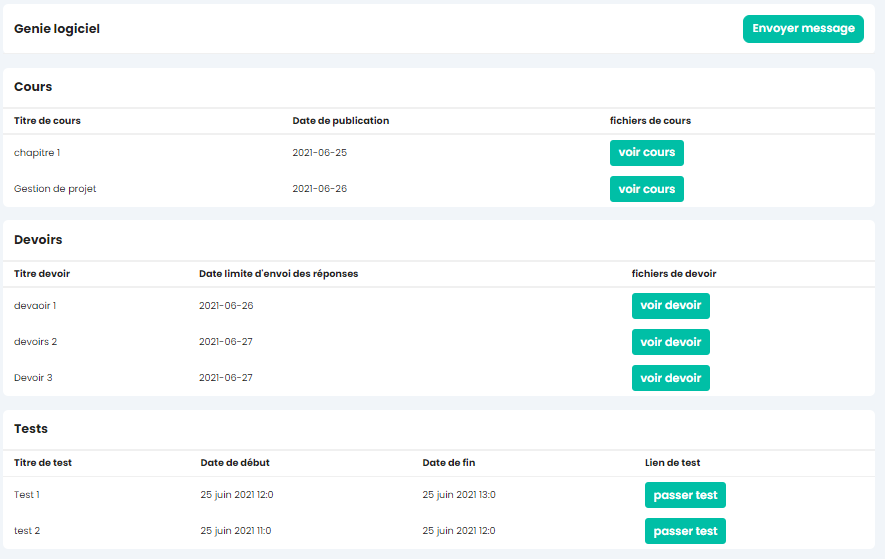 Genie logiciel Envoyer message
Cours
Titre de cours Date de publication fichiers de cours
chapitre 1 2021-06-25 voir cours
Gestion de projet 2021-06-26 voir cours
Devoirs
Titre devoir Date limite d'envoi des réponses fichiers de devoir
devaoir 1 2021-06-26 voir devoir
devoirs 2 2021-06-27 voir devoir
Devoir 3 2021-06-27 voir devoir
Tests
Titre de test Date de début Date de fin Lien de test
Test 1 25 juin 2021 12:0 25 juin 2021 13:0 passer test
test 2 25 juin 2021 11:0 25 juin 2021 12:0 passer test